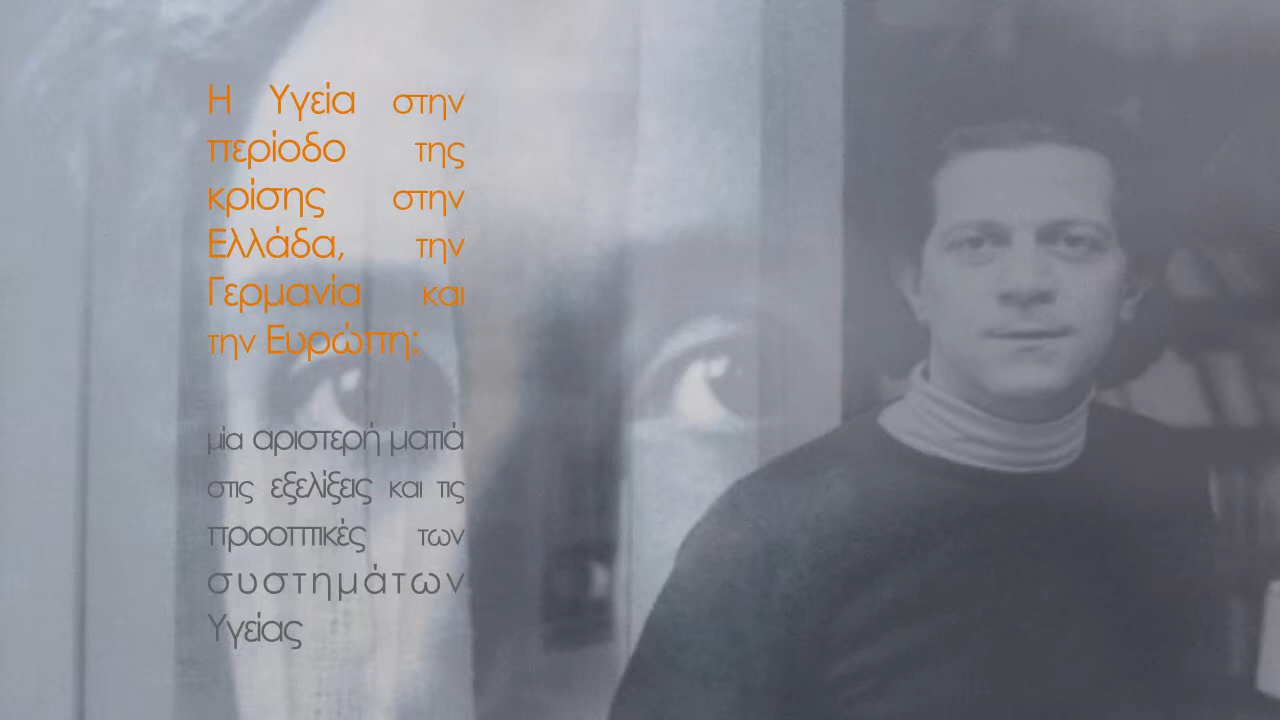 Η Υγεία στην
περίοδο της
κρίσης στην
Ελλάδα, την
Γερμανία και
την Ευρώπη;
μία αριστερή ματιά
στις εξελίξεις και τις
προοπτικές των
συστημάτων
Υγείας